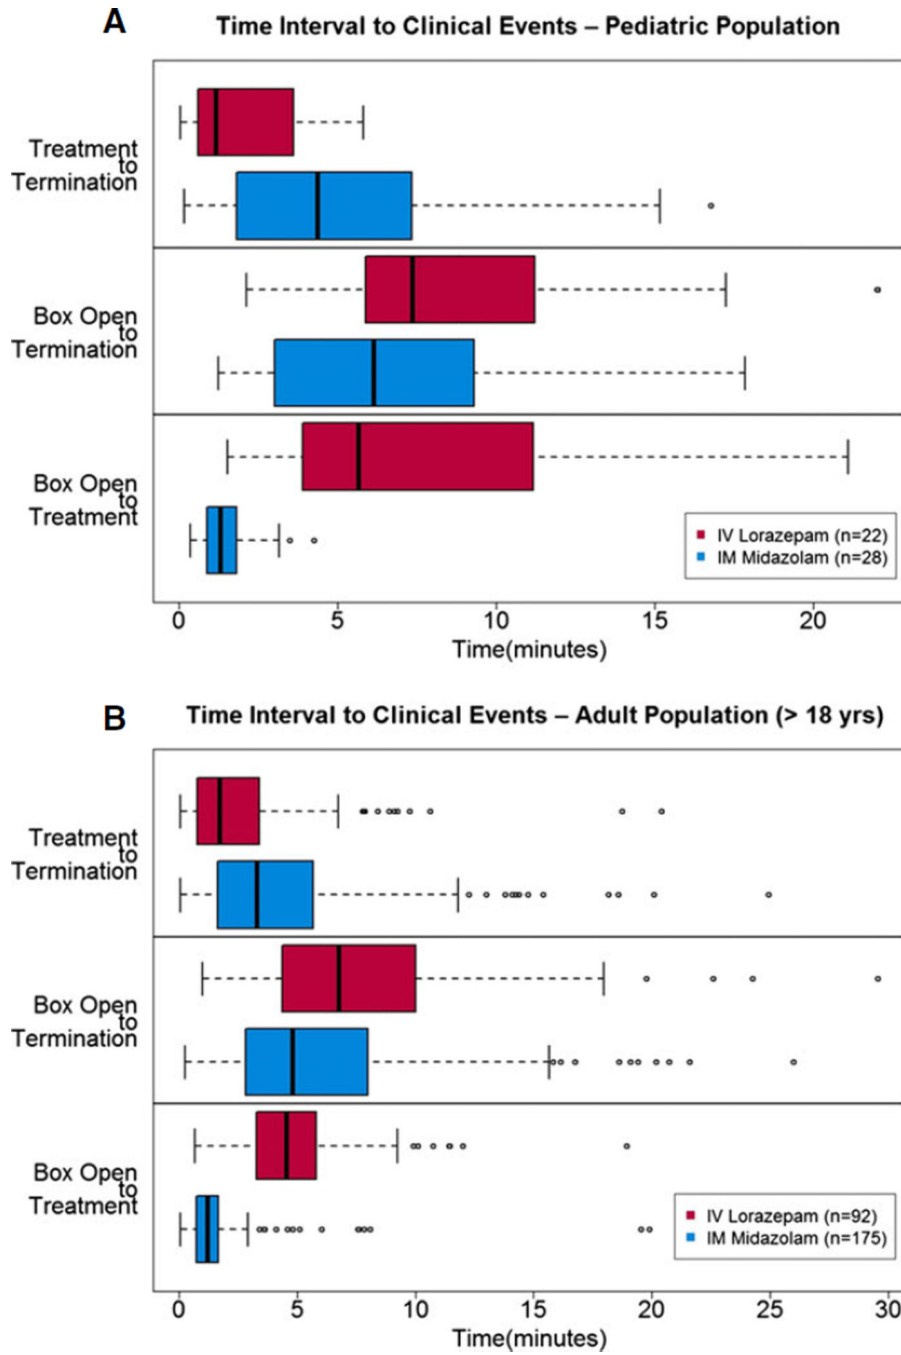 A
Time Interval to Clinical Events – Pediatric Population
Treatment
to
Termination
Box Open
to
Termination
Box Open
to
Treatment
IV Lorazepam (n=22)
IM Midazolam (n=28)
0 5 10 15 20
Time(minutes)
B
Time Interval to Clinical Events – Adult Population (> 18 yrs)
Treatment
to
Termination
Box Open
to
Termination
Box Open
to
Treatment
IV Lorazepam (n=92)
IM Midazolam (n=175)
0 5 10 15 20 25 30
Time(minutes)